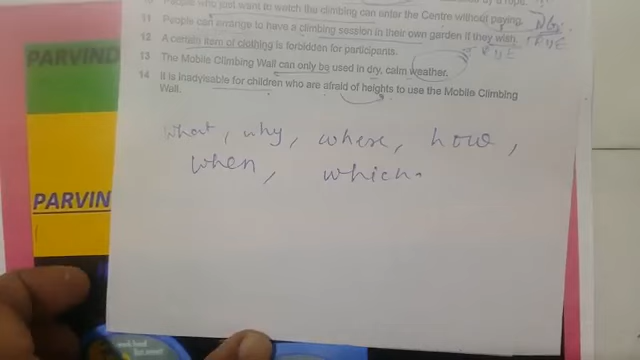 People who just want to watch the climbing can enter the Centre without paying.
11 People can arrange to have a climbing session in their own garden if they wish.
12 A certain item of clothing is forbidden for participants.
13 The Mobile Climbing Wall can only be used in dry, calm weather.
14 It is inadvisable for children who are afraid of heights to use the Mobile Climbing
Wall.
what, why, where, how,
when, which.
PARVIND
PARVIN